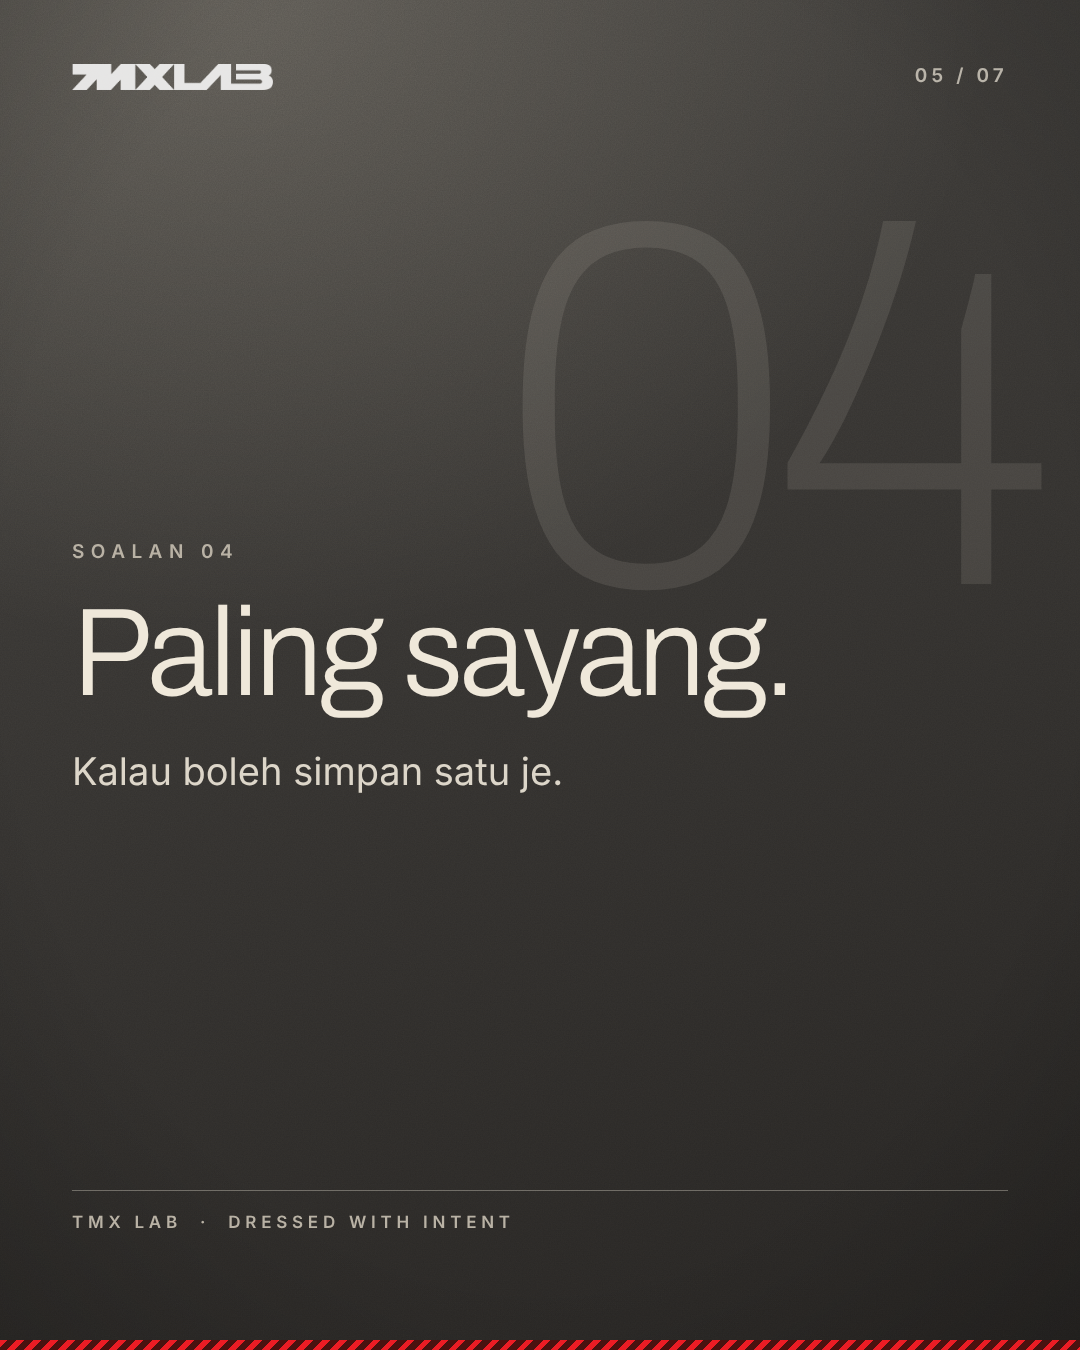 TMXLAB
05 / 07
04
SOALAN 04
Paling sayang.
Kalau boleh simpan satu je.
TMX LAB · DRESSED WITH INTENT